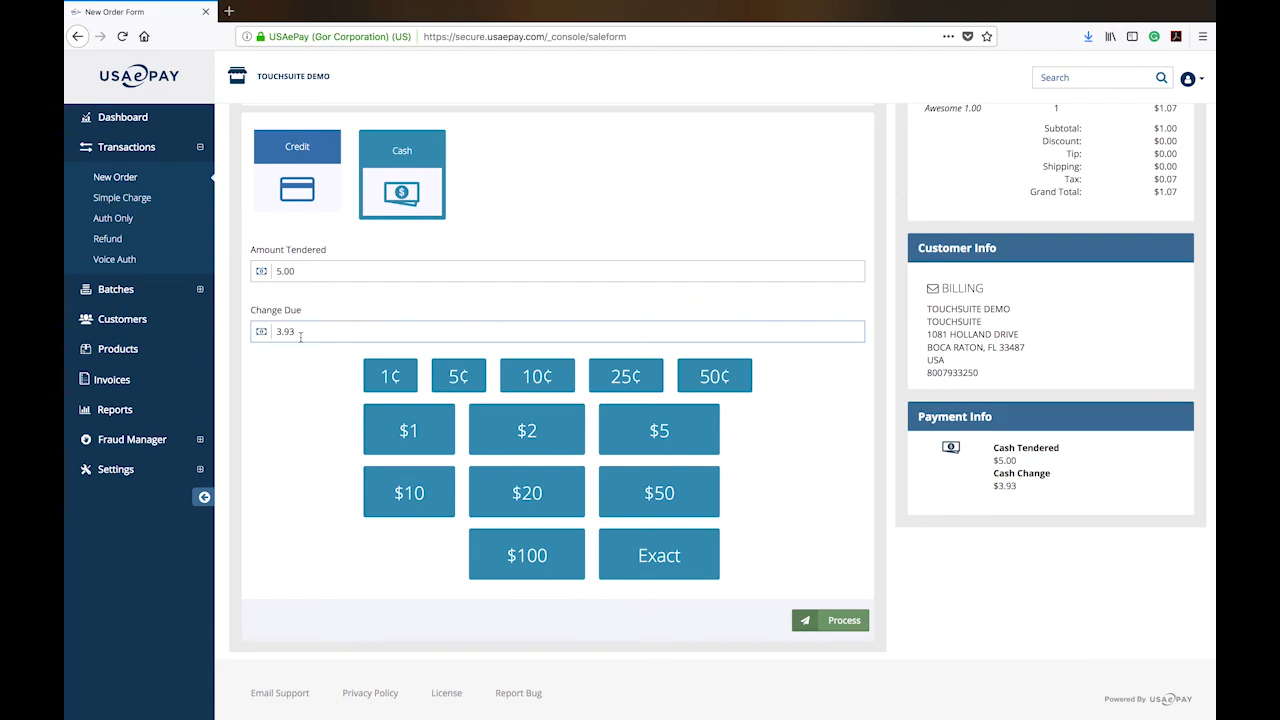 New Order Form
USAePay (Gor Corporation) (US)
https://secure.usaepay.com/_console/saleform
USAePAY
TOUCHSUITE DEMO
Search
Dashboard
Transactions
New Order
Simple Charge
Auth Only
Refund
Voice Auth
Batches
Customers
Products
Invoices
Reports
Fraud Manager
Settings
Credit
Cash
Amount Tendered
5.00
Change Due
3.93
1¢ 5¢ 10¢ 25¢ 50¢
$1 $2 $5
$10 $20 $50
$100 Exact
Process
Awesome 1.00 1 $1.07
Subtotal: $1.00
Discount: $0.00
Tip: $0.00
Shipping: $0.00
Tax: $0.07
Grand Total: $1.07
Customer Info
BILLING
TOUCHSUITE DEMO
TOUCHSUITE
1081 HOLLAND DRIVE
BOCA RATON, FL 33487
USA
8007933250
Payment Info
Cash Tendered
$5.00
Cash Change
$3.93
Email Support Privacy Policy License Report Bug
Powered By USAePAY